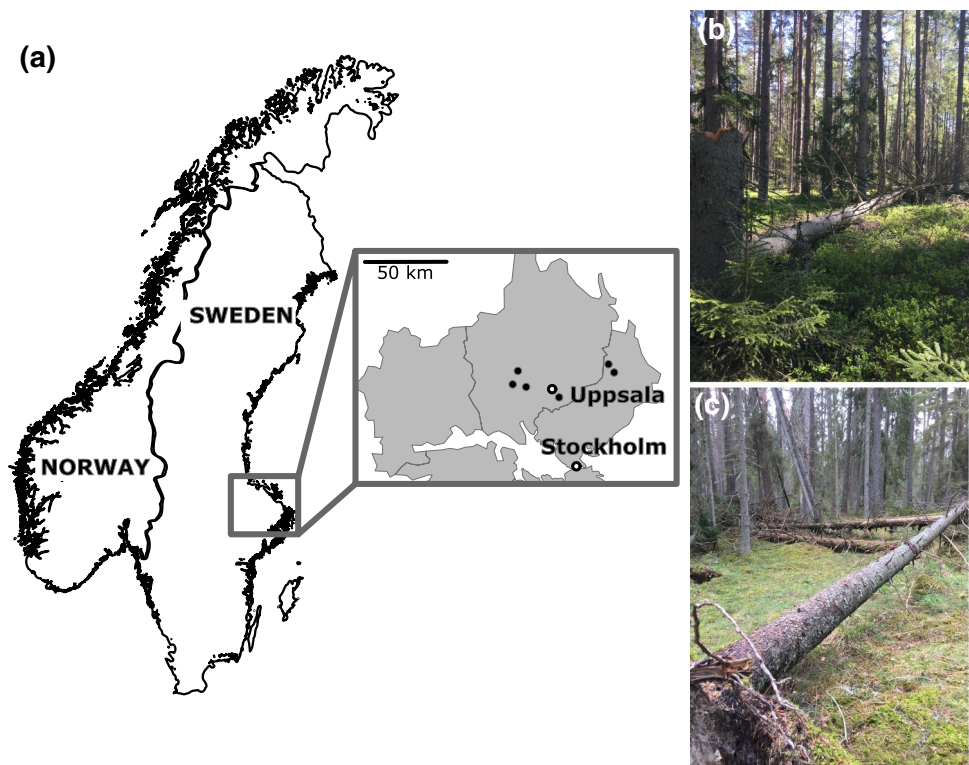 (a)
NORWAY
SWEDEN
50 km
Uppsala
Stockholm
(b)
(c)